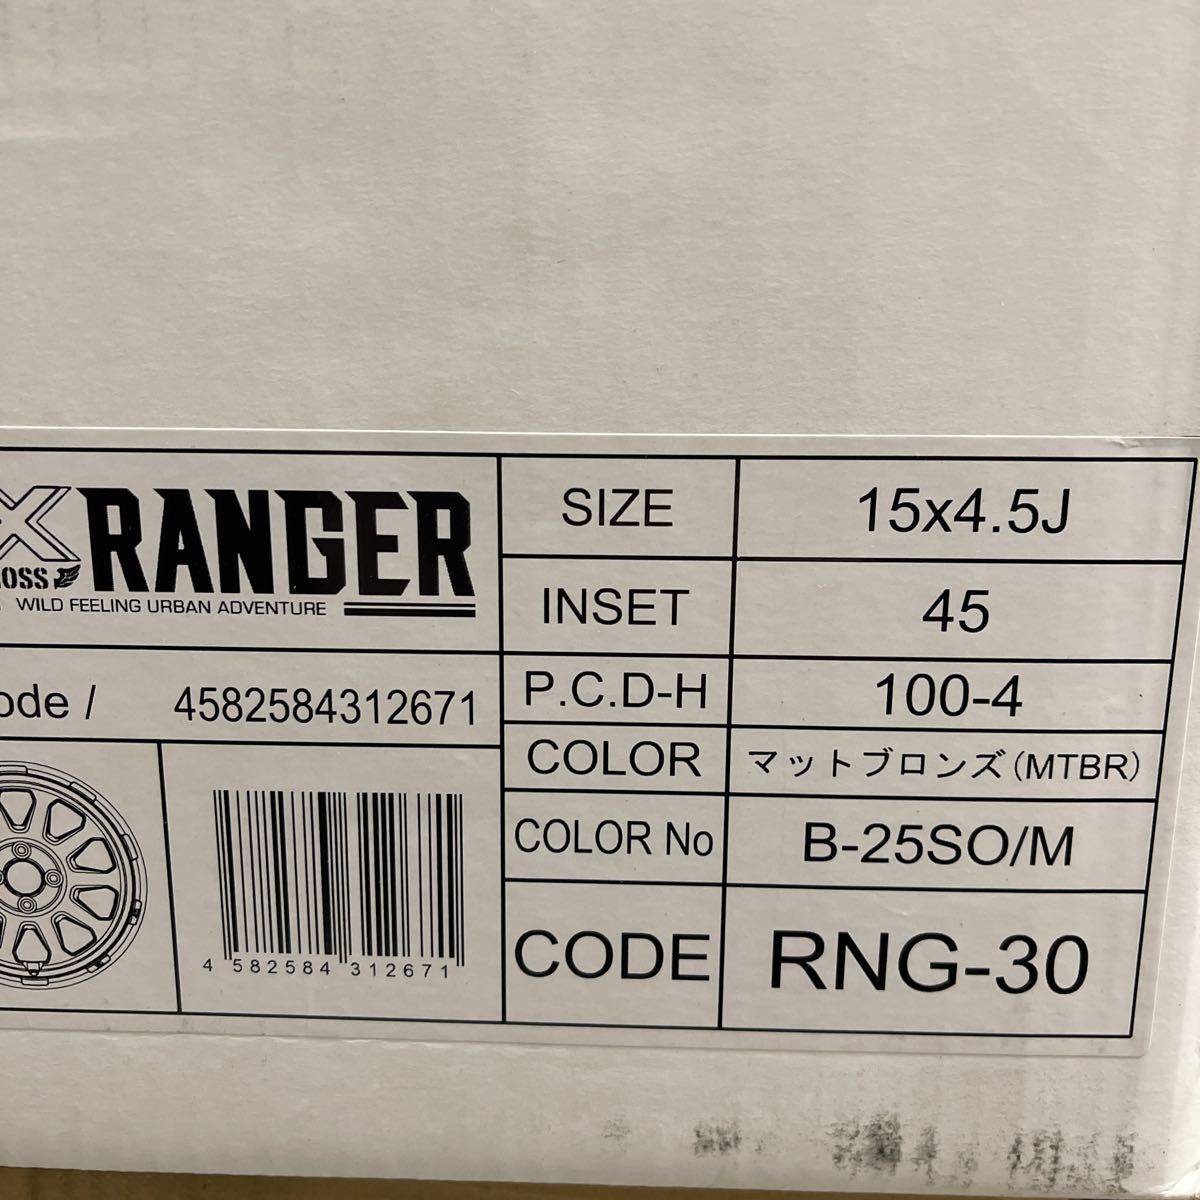 X RANGER
OSS
WILD FEELING URBAN ADVENTURE
ode / 4582584312671
4 582584 312671
SIZE 15x4.5J
INSET 45
P.C.D-H 100-4
COLOR マットブロンズ(MTBR)
COLOR No B-25SO/M
CODE RNG-30